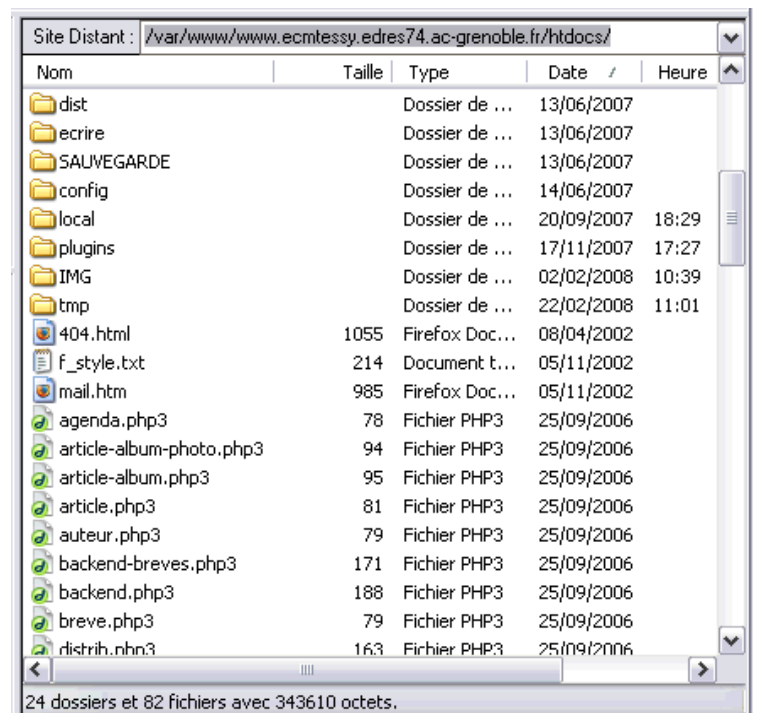 Site Distant : /var/www/www.ecmtessy.edres74.ac-grenoble.fr/htdocs/
Nom Taille Type Date Heure
dist Dossier de ... 13/06/2007
ecrire Dossier de ... 13/06/2007
SAUVEGARDE Dossier de ... 13/06/2007
config Dossier de ... 14/06/2007
local Dossier de ... 20/09/2007 18:29
plugins Dossier de ... 17/11/2007 17:27
IMG Dossier de ... 02/02/2008 10:39
tmp Dossier de ... 22/02/2008 11:01
404.html 1055 Firefox Doc... 08/04/2002
f_style.txt 214 Document t... 05/11/2002
mail.htm 985 Firefox Doc... 05/11/2002
agenda.php3 78 Fichier PHP3 25/09/2006
article-album-photo.php3 94 Fichier PHP3 25/09/2006
article-album.php3 95 Fichier PHP3 25/09/2006
article.php3 81 Fichier PHP3 25/09/2006
auteur.php3 79 Fichier PHP3 25/09/2006
backend-breves.php3 171 Fichier PHP3 25/09/2006
backend.php3 188 Fichier PHP3 25/09/2006
breve.php3 79 Fichier PHP3 25/09/2006
distrib.php3 163 Fichier PHP3 25/09/2006
24 dossiers et 82 fichiers avec 343610 octets.